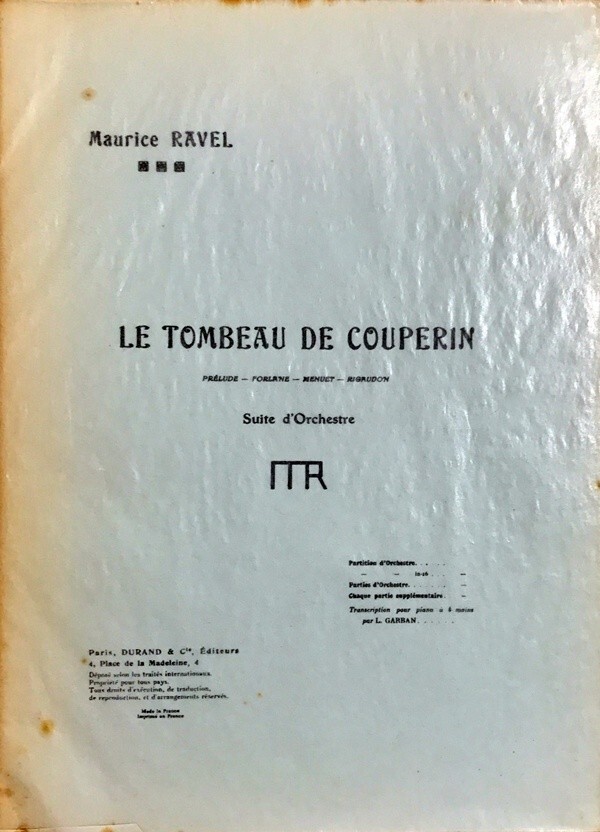 Maurice RAVEL
LE TOMBEAU DE COUPERIN
PRÉLUDE — FORLANE — MENUET — RIGAUDON
Suite d'Orchestre
MR
Partition d'Orchestre. . . . .
— — in-16 . . . —
Parties d'Orchestre. . . . . . . —
Chaque partie supplémentaire. —
Transcription pour piano à 4 mains
par L. GARBAN. . . . . .
Paris, DURAND & Cie, Éditeurs
4, Place de la Madeleine, 4
Déposé selon les traités internationaux.
Propriété pour tous pays.
Tous droits d'exécution, de traduction,
de reproduction, et d'arrangements réservés.
Made in France
Imprimé en France